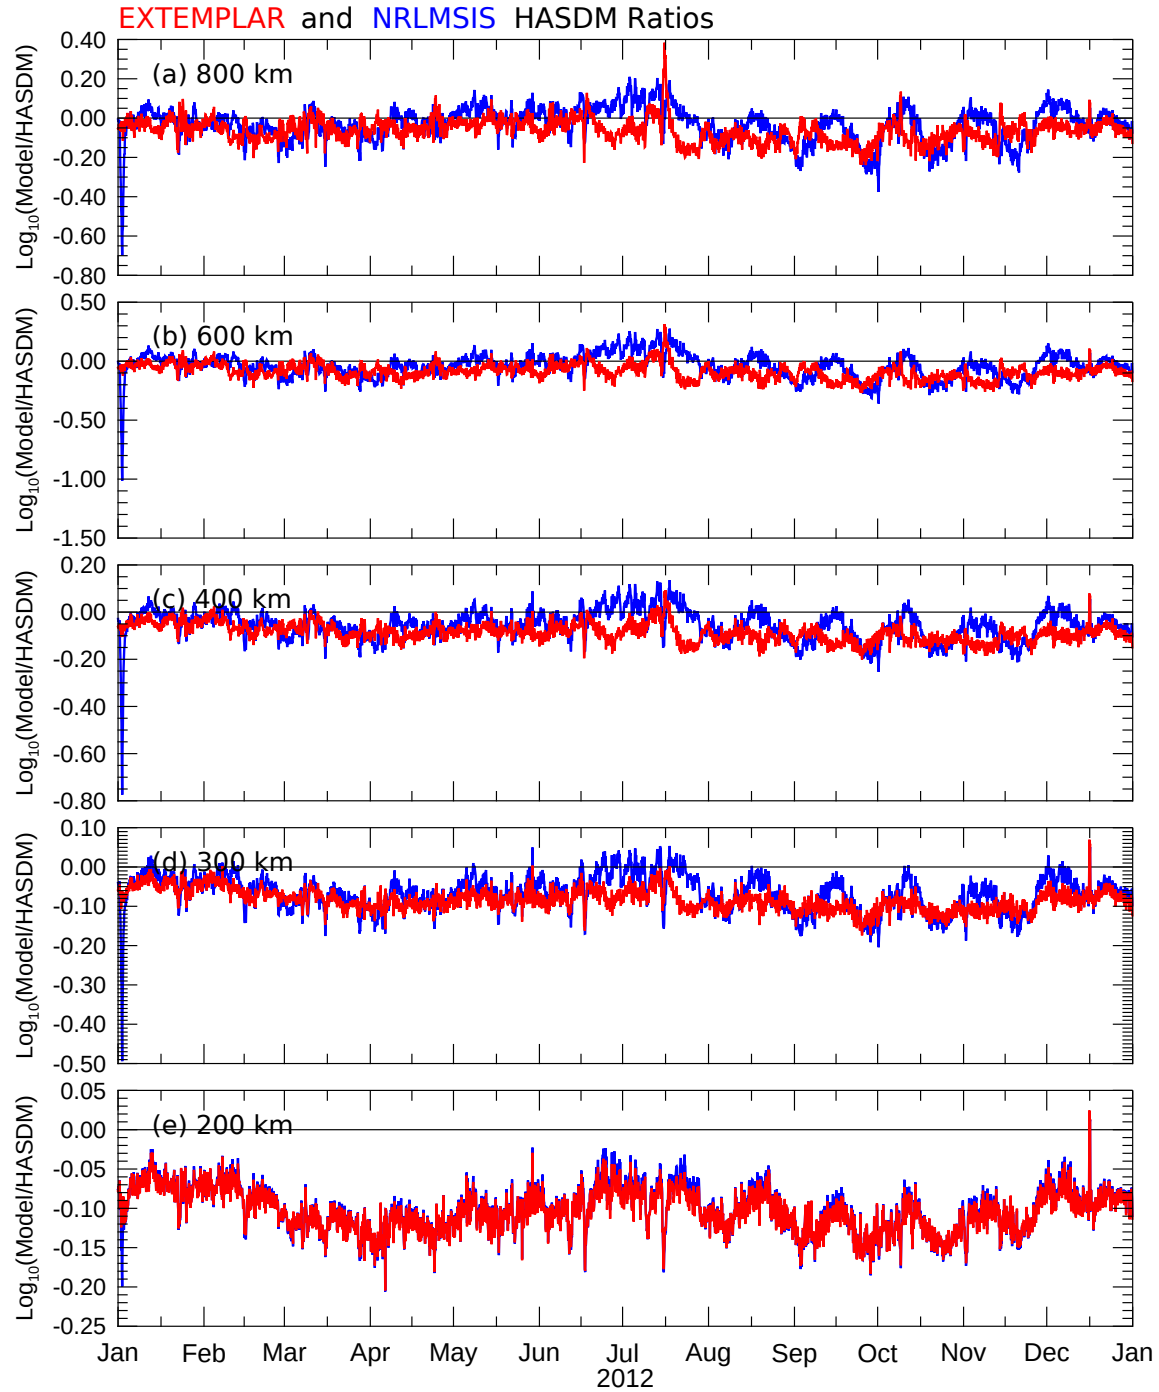 EXTEMPLAR and NRLMSIS HASDM Ratios
(a) 800 km
Log₁₀(Model/HASDM)
0.40
0.20
0.00
-0.20
-0.40
-0.60
-0.80
(b) 600 km
Log₁₀(Model/HASDM)
0.50
0.00
-0.50
-1.00
-1.50
(c) 400 km
Log₁₀(Model/HASDM)
0.20
0.00
-0.20
-0.40
-0.60
-0.80
(d) 300 km
Log₁₀(Model/HASDM)
0.10
0.00
-0.10
-0.20
-0.30
-0.40
-0.50
(e) 200 km
Log₁₀(Model/HASDM)
0.05
0.00
-0.05
-0.10
-0.15
-0.20
-0.25
Jan Feb Mar Apr May Jun Jul Aug Sep Oct Nov Dec Jan
2012